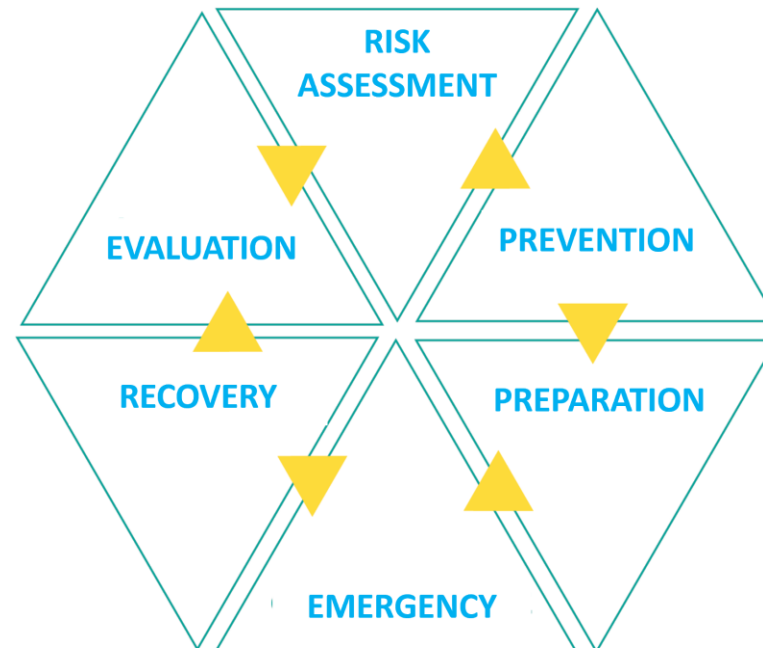 RISK
ASSESSMENT
EVALUATION
PREVENTION
RECOVERY
PREPARATION
EMERGENCY